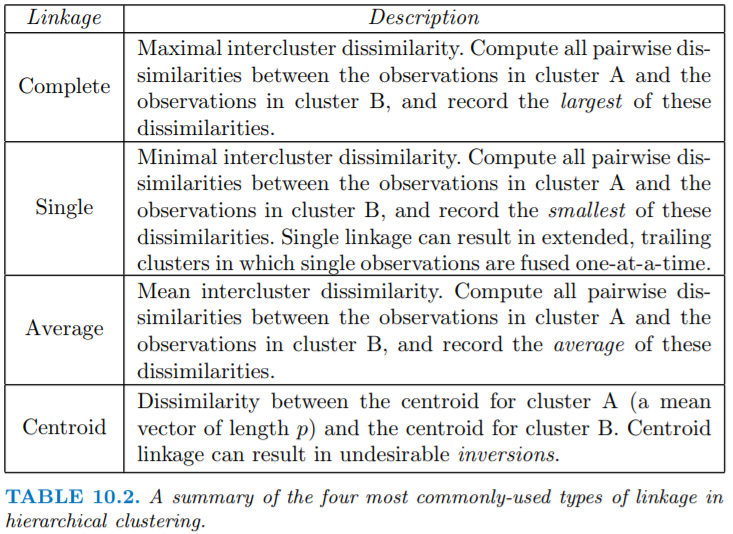 Linkage Description
Maximal intercluster dissimilarity. Compute all pairwise dis-
similarities between the observations in cluster A and the
Complete
observations in cluster B, and record the largest of these
dissimilarities.
Minimal intercluster dissimilarity. Compute all pairwise dis-
similarities between the observations in cluster A and the
Single
observations in cluster B, and record the smallest of these
dissimilarities. Single linkage can result in extended, trailing
clusters in which single observations are fused one-at-a-time.
Mean intercluster dissimilarity. Compute all pairwise dis-
similarities between the observations in cluster A and the
Average
observations in cluster B, and record the average of these
dissimilarities.
Dissimilarity between the centroid for cluster A (a mean
Centroid
vector of length p) and the centroid for cluster B. Centroid
linkage can result in undesirable inversions.
TABLE 10.2. A summary of the four most commonly-used types of linkage in
hierarchical clustering.